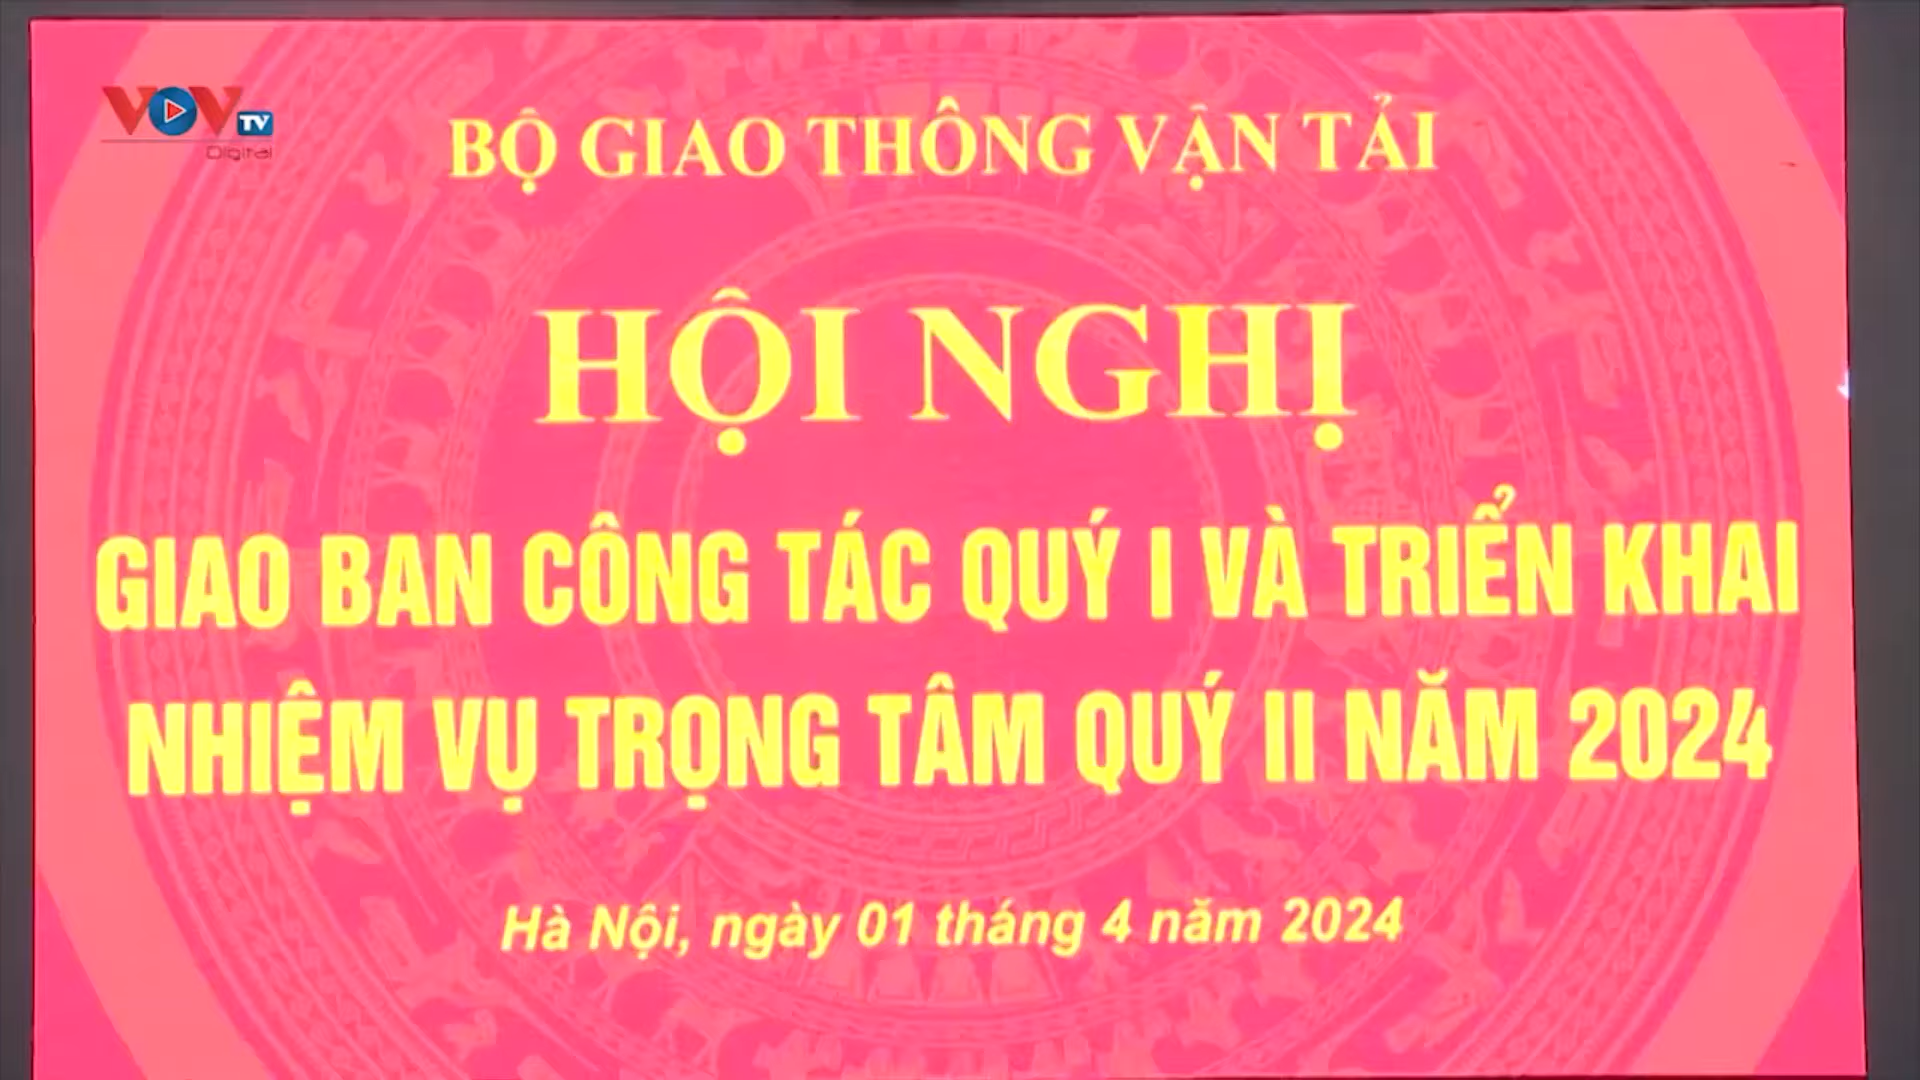 VOV TV
Digital
BỘ GIAO THÔNG VẬN TẢI
HỘI NGHỊ
GIAO BAN CÔNG TÁC QUÝ I VÀ TRIỂN KHAI
NHIỆM VỤ TRỌNG TÂM QUÝ II NĂM 2024
Hà Nội, ngày 01 tháng 4 năm 2024